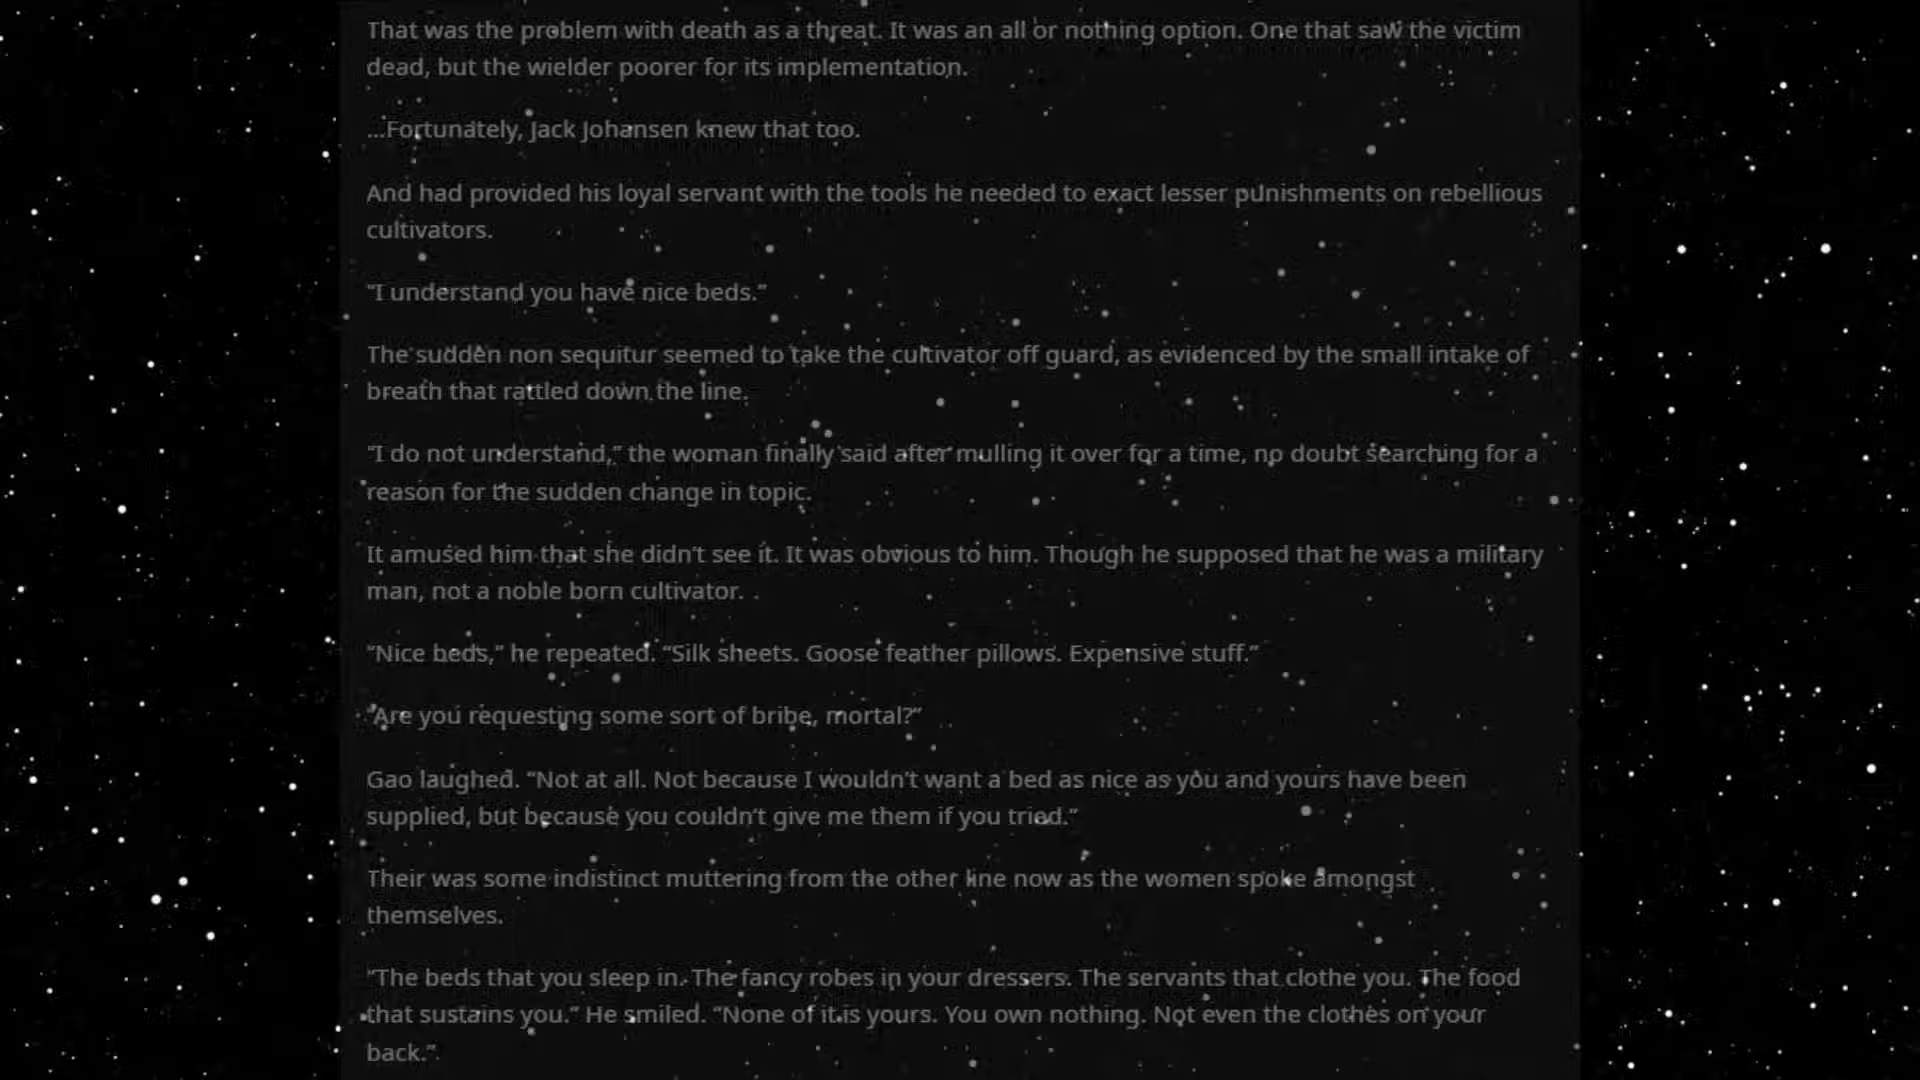 That was the problem with death as a threat. It was an all or nothing option. One that saw the victim
dead, but the wielder poorer for its implementation.
...Fortunately, Jack Johansen knew that too.
And had provided his loyal servant with the tools he needed to exact lesser punishments on rebellious
cultivators.
“I understand you have nice beds.”
The sudden non sequitur seemed to take the cultivator off guard, as evidenced by the small intake of
breath that rattled down the line.
“I do not understand,” the woman finally said after mulling it over for a time, no doubt searching for a
reason for the sudden change in topic.
It amused him that she didn’t see it. It was obvious to him. Though he supposed that he was a military
man, not a noble born cultivator.
“Nice beds,” he repeated. “Silk sheets. Goose feather pillows. Expensive stuff.”
“Are you requesting some sort of bribe, mortal?”
Gao laughed. “Not at all. Not because I wouldn’t want a bed as nice as you and yours have been
supplied, but because you couldn’t give me them if you tried.”
Their was some indistinct muttering from the other line now as the women spoke amongst
themselves.
“The beds that you sleep in. The fancy robes in your dressers. The servants that clothe you. The food
that sustains you.” He smiled. “None of it is yours. You own nothing. Not even the clothes on your
back.”